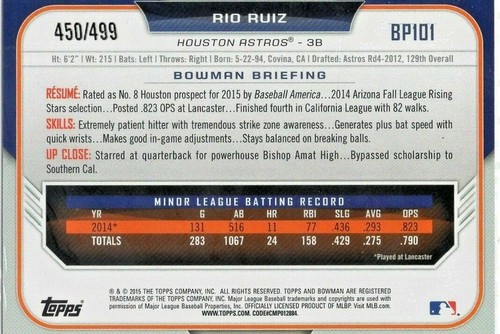 450/499
RIO RUIZ
BP101
HOUSTON ASTROS® - 3B
Ht: 6'2" | Wt: 215 | Bats: Left | Throws: Right | Born: 5-22-94, Covina, CA | Drafted: Astros Rd4-2012, 129th Overall
BOWMAN BRIEFING
RÉSUMÉ: Rated as No. 8 Houston prospect for 2015 by Baseball America...2014 Arizona Fall League Rising
Stars selection...Posted .823 OPS at Lancaster...Finished fourth in California League with 82 walks.
SKILLS: Extremely patient hitter with tremendous strike zone awareness...Generates plus bat speed with
quick wrists...Makes good in-game adjustments...Stays balanced on breaking balls.
UP CLOSE: Starred at quarterback for powerhouse Bishop Amat High...Bypassed scholarship to
Southern Cal.
MINOR LEAGUE BATTING RECORD
YR G AB HR RBI SLG AVG OPS
2014* 131 516 11 77 .436 .293 .823
TOTALS 283 1067 24 158 .429 .275 .790
*Played at Lancaster
® & © 2015 THE TOPPS COMPANY, INC. ALL RIGHTS RESERVED. TOPPS AND BOWMAN ARE REGISTERED
TRADEMARKS OF THE TOPPS COMPANY, INC. Major League Baseball trademarks and copyrights are used with permission of
Major League Baseball Properties, Inc. OFFICIALLY LICENSED PRODUCT OF MLBP. Visit MLB.com.
WWW.TOPPS.COM. CODE#CMP012884.
Topps